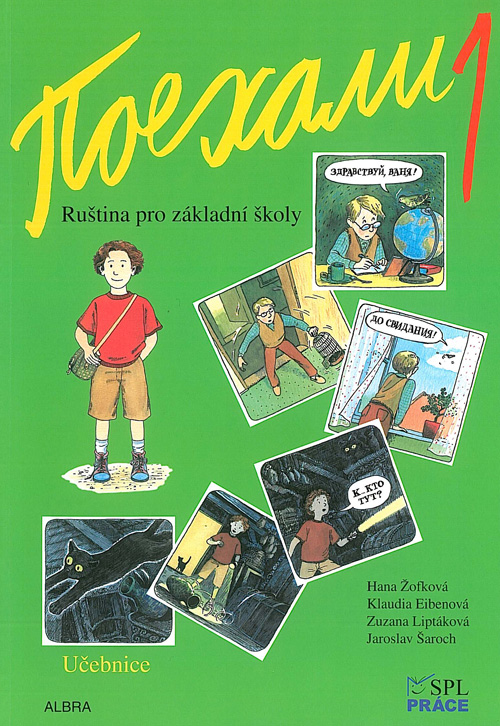 Поехали 1
Ruština pro základní školy
ЗДРАВСТВУЙ, ВАНЯ!
ДО СВИДАНИЯ!
К...КТО
ТУТ?
Hana Žofková
Klaudia Eibenová
Zuzana Liptáková
Jaroslav Šaroch
Učebnice
ALBRA
SPL
PRÁCE